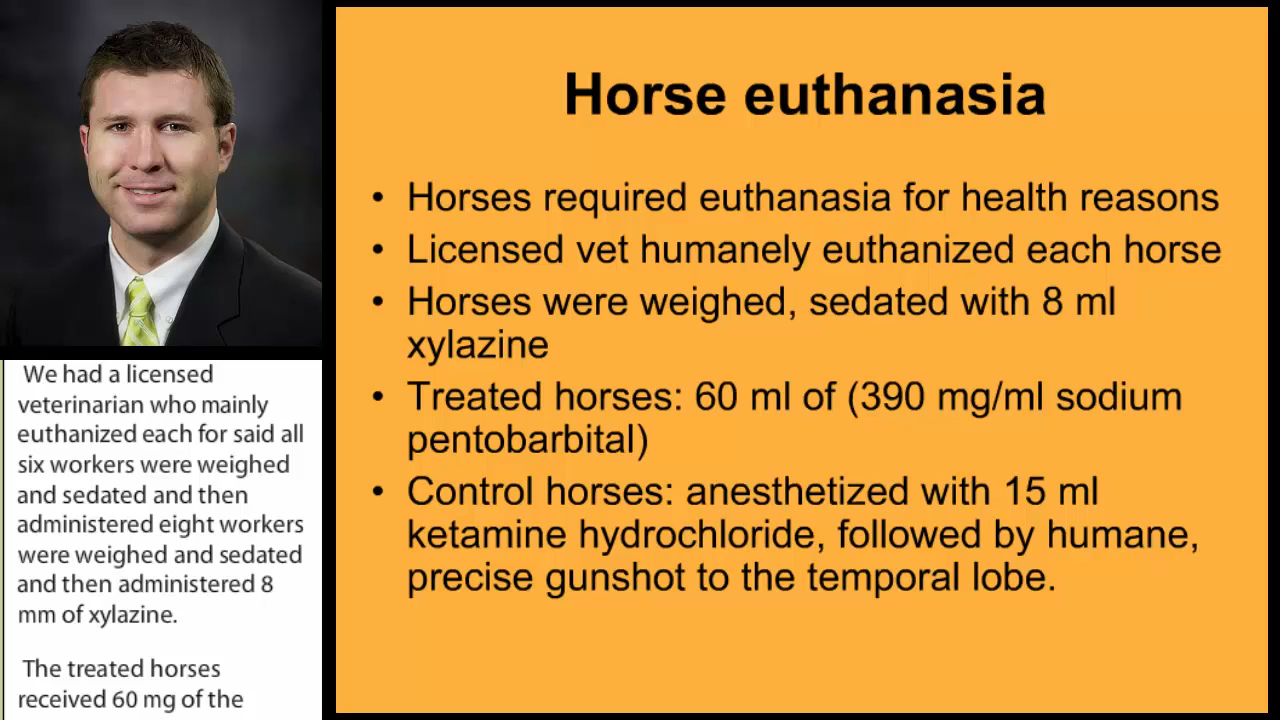 Horse euthanasia
• Horses required euthanasia for health reasons
• Licensed vet humanely euthanized each horse
• Horses were weighed, sedated with 8 ml
xylazine
• Treated horses: 60 ml of (390 mg/ml sodium
pentobarbital)
• Control horses: anesthetized with 15 ml
ketamine hydrochloride, followed by humane,
precise gunshot to the temporal lobe.
We had a licensed
veterinarian who mainly
euthanized each for said all
six workers were weighed
and sedated and then
administered eight workers
were weighed and sedated
and then administered 8
mm of xylazine.
The treated horses
received 60 mg of the